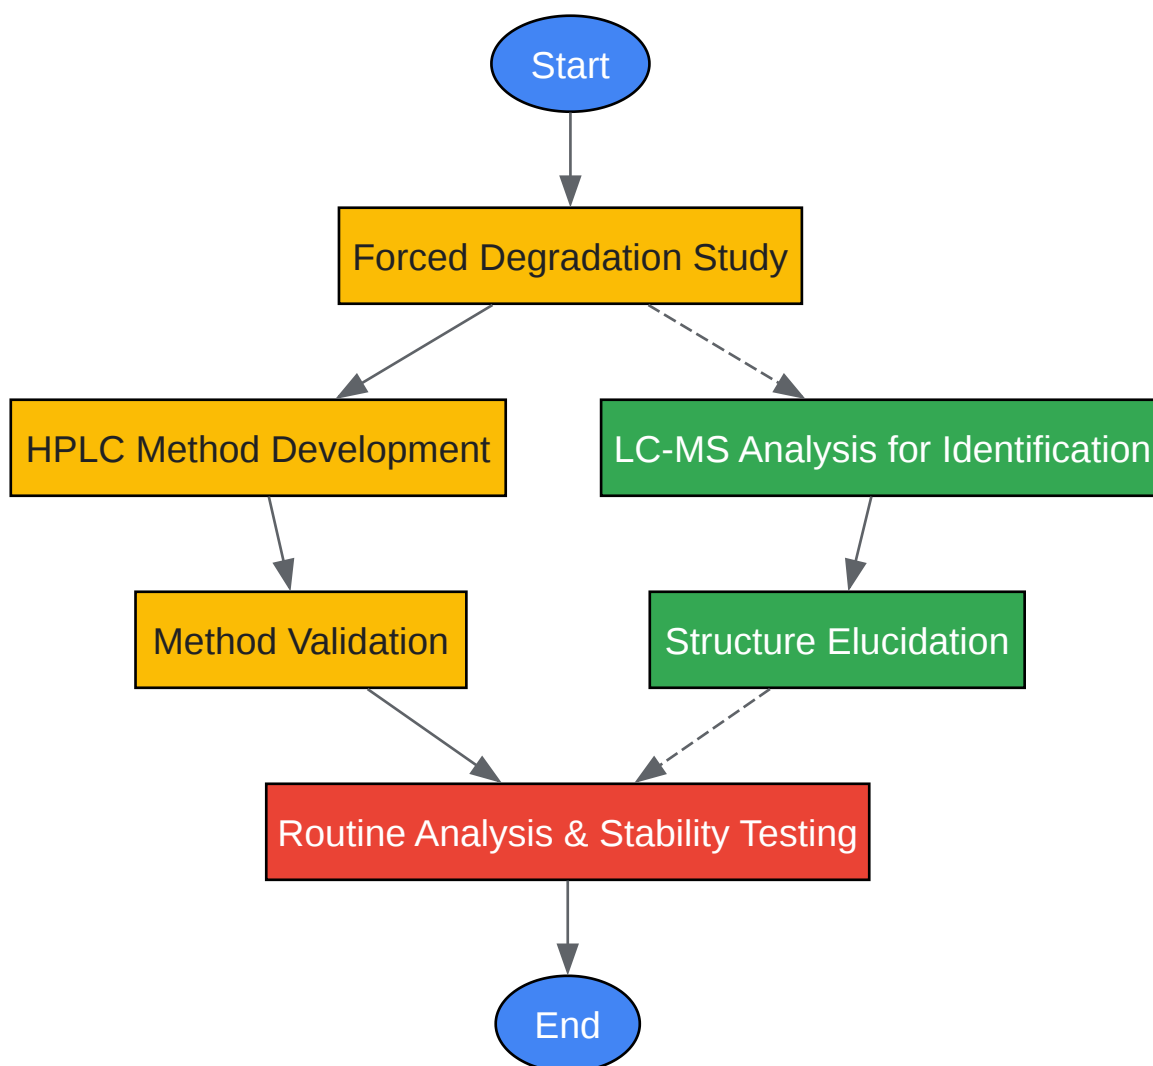 Start
Forced Degradation Study
HPLC Method Development
LC-MS Analysis for Identification
Method Validation
Structure Elucidation
Routine Analysis & Stability Testing
End